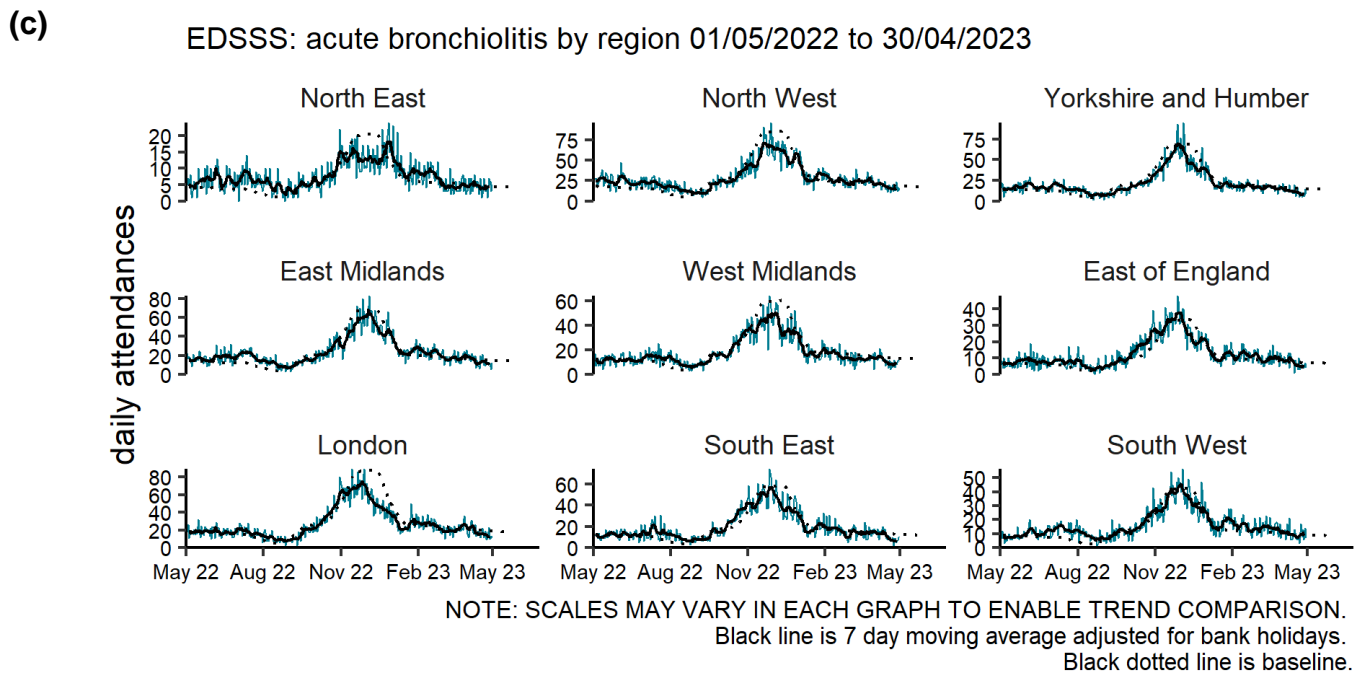 (c)
EDSSS: acute bronchiolitis by region 01/05/2022 to 30/04/2023
daily attendances
North East
20
15
10
5
0
North West
75
50
25
0
Yorkshire and Humber
75
50
25
0
East Midlands
80
60
40
20
0
West Midlands
60
40
20
0
East of England
40
30
20
10
0
London
80
60
40
20
0
South East
60
40
20
0
South West
50
40
30
20
10
0
May 22 Aug 22 Nov 22 Feb 23 May 23
May 22 Aug 22 Nov 22 Feb 23 May 23
May 22 Aug 22 Nov 22 Feb 23 May 23
NOTE: SCALES MAY VARY IN EACH GRAPH TO ENABLE TREND COMPARISON.
Black line is 7 day moving average adjusted for bank holidays.
Black dotted line is baseline.